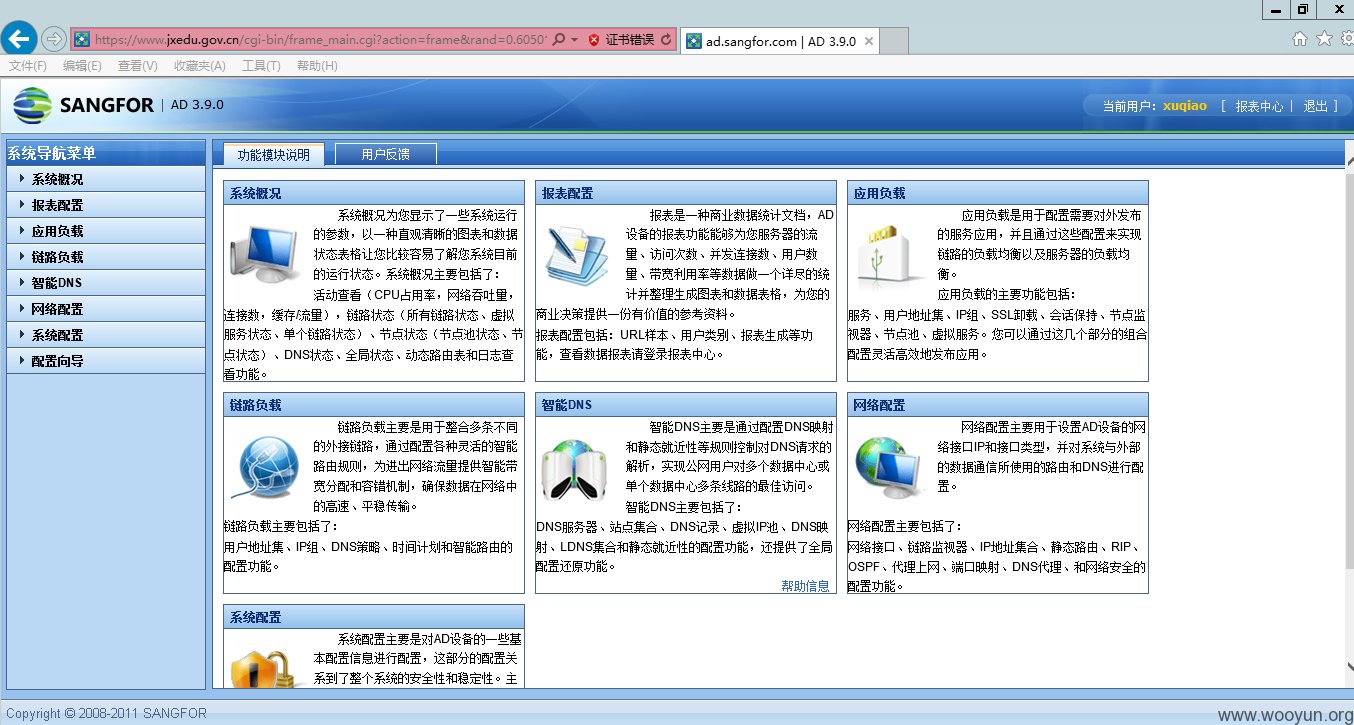 https://www.jxedu.gov.cn/cgi-bin/frame_main.cgi?action=frame&rand=0.6050
证书错误
ad.sangfor.com | AD 3.9.0
文件(F) 编辑(E) 查看(V) 收藏夹(A) 工具(T) 帮助(H)
SANGFOR | AD 3.9.0
当前用户：xuqiao [ 报表中心 | 退出 ]
系统导航菜单
系统概况
报表配置
应用负载
链路负载
智能DNS
网络配置
系统配置
配置向导
功能模块说明 用户反馈
系统概况
系统概况为您显示了一些系统运行
的参数，以一种直观清晰的图表和数据
状态表格让您比较容易了解您系统目前
的运行状态。系统概况主要包括了：
活动查看（CPU占用率，网络吞吐量，
连接数，缓存/流量），链路状态（所有链路状态、虚拟
服务状态、单个链路状态）、节点状态（节点池状态、节
点状态）、DNS状态、全局状态、动态路由表和日志查
看功能。
报表配置
报表是一种商业数据统计文档，AD
设备的报表功能能够为您服务器的流
量、访问次数、并发连接数、用户数
量、带宽利用率等数据做一个详尽的统
计并整理生成图表和数据表格，为您的
商业决策提供一份有价值的参考资料。
报表配置包括：URL样本、用户类别、报表生成等功
能，查看数据报表请登录报表中心。
应用负载
应用负载是用于配置需要对外发布
的服务应用，并且通过这些配置来实现
链路的负载均衡以及服务器的负载均
衡。
应用负载的主要功能包括：
服务、用户地址集、IP组、SSL卸载、会话保持、节点监
视器、节点池、虚拟服务。您可以通过这几个部分的组合
配置灵活高效地发布应用。
链路负载
链路负载主要是用于整合多条不同
的外接链路，通过配置各种灵活的智能
路由规则，为进出网络流量提供智能带
宽分配和容错机制，确保数据在网络中
的高速、平稳传输。
链路负载主要包括了：
用户地址集、IP组、DNS策略、时间计划和智能路由的
配置功能。
智能DNS
智能DNS主要是通过配置DNS映射
和静态就近性等规则控制对DNS请求的
解析，实现公网用户对多个数据中心或
单个数据中心多条线路的最佳访问。
智能DNS主要包括了：
DNS服务器、站点集合、DNS记录、虚拟IP池、DNS映
射、LDNS集合和静态就近性的配置功能，还提供了全局
配置还原功能。
帮助信息
网络配置
网络配置主要用于设置AD设备的网
络接口IP和接口类型，并对系统与外部
的数据通信所使用的路由和DNS进行配
置。
网络配置主要包括了：
网络接口、链路监视器、IP地址集合、静态路由、RIP、
OSPF、代理上网、端口映射、DNS代理、和网络安全的
配置功能。
系统配置
系统配置主要是对AD设备的一些基
本配置信息进行配置，这部分的配置关
系到了整个系统的安全性和稳定性。主
Copyright © 2008-2011 SANGFOR
www.wooyun.org